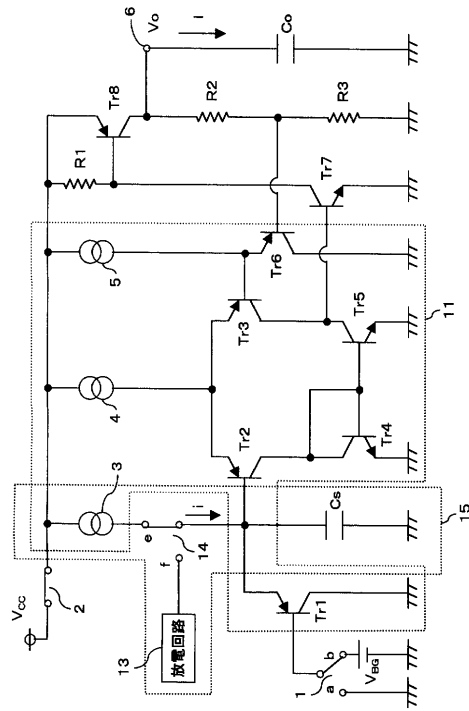 Vcc
2
3
4
5
6
Vo
I
Co
Tr8
R1
R2
R3
Tr7
Tr6
Tr3
Tr5
11
Tr2
Tr4
e
14
i
f
13
放電回路
Cs
15
Tr1
1
a
b
VBG